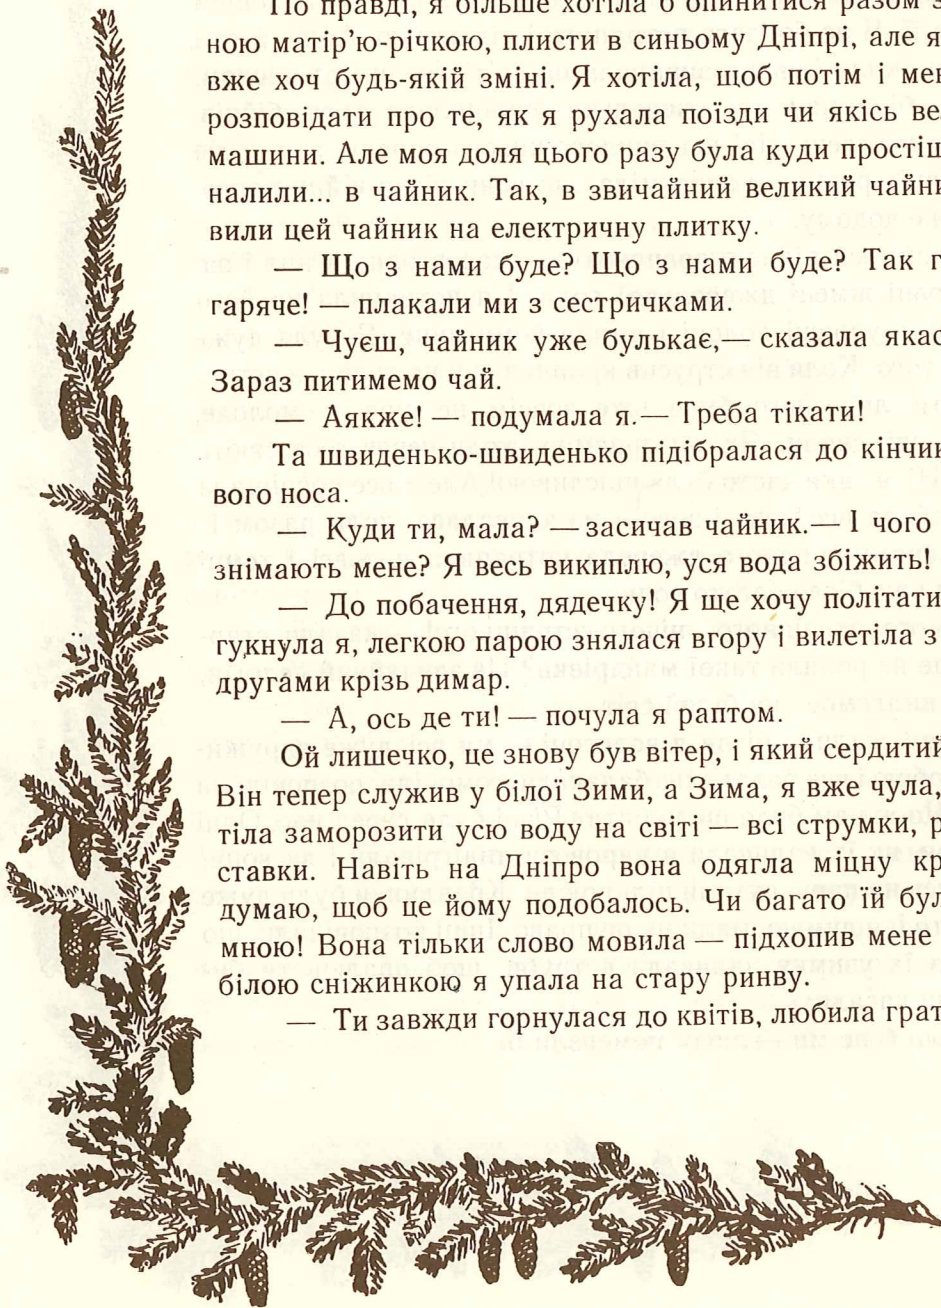 По правді, я більше хотіла б опинитися разом з
ною матір’ю-річкою, плисти в синьому Дніпрі, але я
вже хоч будь-якій зміні. Я хотіла, щоб потім і мен
розповідати про те, як я рухала поїзди чи якісь ве
машини. Але моя доля цього разу була куди простіш
налили... в чайник. Так, в звичайний великий чайни
вили цей чайник на електричну плитку.
— Що з нами буде? Що з нами буде? Так г
гаряче! — плакали ми з сестричками.
— Чуєш, чайник уже булькає,— сказала якас
Зараз питимемо чай.
— Аякже! — подумала я.— Треба тікати!
Та швиденько-швиденько підібралася до кінчик
вого носа.
— Куди ти, мала? — засичав чайник.— І чого
знімають мене? Я весь википлю, уся вода збіжить!
— До побачення, дядечку! Я ще хочу політати
гукнула я, легкою парою знялася вгору і вилетіла з
другами крізь димар.
— А, ось де ти! — почула я раптом.
Ой лишечко, це знову був вітер, і який сердитий
Він тепер служив у білої Зими, а Зима, я вже чула,
тіла заморозити усю воду на світі — всі струмки, р
ставки. Навіть на Дніпро вона одягла міцну кр
думаю, щоб це йому подобалось. Чи багато їй бул
мною! Вона тільки слово мовила — підхопив мене
білою сніжинкою я упала на стару ринву.
— Ти завжди горнулася до квітів, любила грат